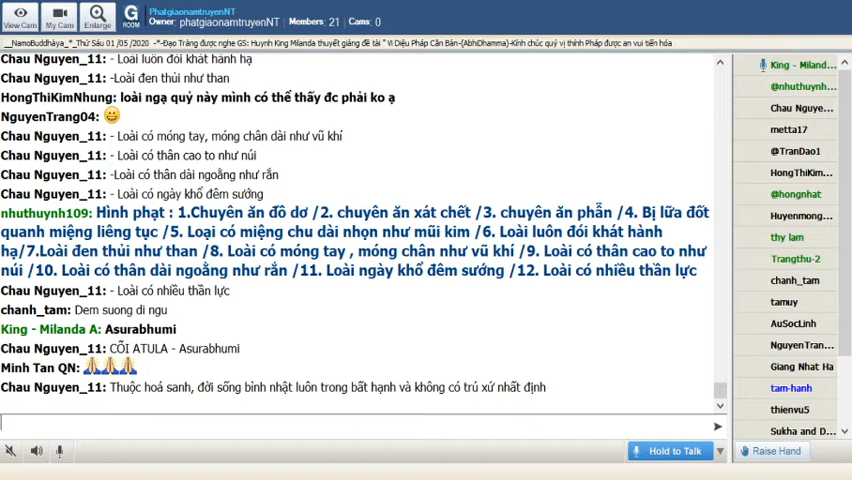 View Cam
My Cam
Enlarge
G
ROOM
PhatgiaonamtruyenNT
Owner: phatgiaonamtruyenNT Members: 21 Cams: 0
__NamoBuddhàya_*_Thứ Sáu 01 /05 /2020 -*-Đạo Tràng được nghe GS: Huynh King Milanda thuyết giảng đề tài " Vi Diệu Pháp Căn Bản-(AbhiDhamma)-Kính chúc quý vị thính Pháp được an vui tiến hóa
Chau Nguyen_11: - Loài luôn đói khát hành hạ
Chau Nguyen_11: -Loài đen thủi như than
HongThiKimNhung: loài ngạ quỷ này mình có thể thấy đc phải ko ạ
NguyenTrang04:
Chau Nguyen_11: - Loài có móng tay, móng chân dài như vũ khí
Chau Nguyen_11: - Loài có thân cao to như núi
Chau Nguyen_11: -Loài có thân dài ngoằng như rắn
Chau Nguyen_11: - Loài có ngày khổ đêm sướng
nhuthuynh109: Hình phạt : 1.Chuyên ăn đồ dơ /2. chuyên ăn xát chết /3. chuyên ăn phẫn /4. Bị lữa đốt
quanh miệng liêng tục /5. Loại có miệng chu dài nhọn như mũi kim /6. Loài luôn đói khát hành
hạ/7.Loài đen thủi như than /8. Loài có móng tay , móng chân như vũ khí /9. Loài có thân cao to như
núi /10. Loài có thân dài ngoằng như rắn /11. Loài ngày khổ đêm sướng /12. Loài có nhiều thần lực
Chau Nguyen_11: - Loài có nhiều thần lực
chanh_tam: Dem suong di ngu
King - Milanda A: Asurabhumi
Chau Nguyen_11: CÕI ATULA - Asurabhumi
Minh Tan QN:
Chau Nguyen_11: Thuộc hoá sanh, đời sống bình nhật luôn trong bất hạnh và không có trú xứ nhất định
Hold to Talk
King - Miland...
@nhuthuynh...
Chau Nguye...
metta17
@TranDao1
HongThiKim...
@hongnhat
Huyenmong...
thy lam
Trangthu-2
chanh_tam
tamuy
AuSocLinh
NguyenTran...
Giang Nhat Ha
tam-hanh
thienvu5
Sukha and D...
Raise Hand